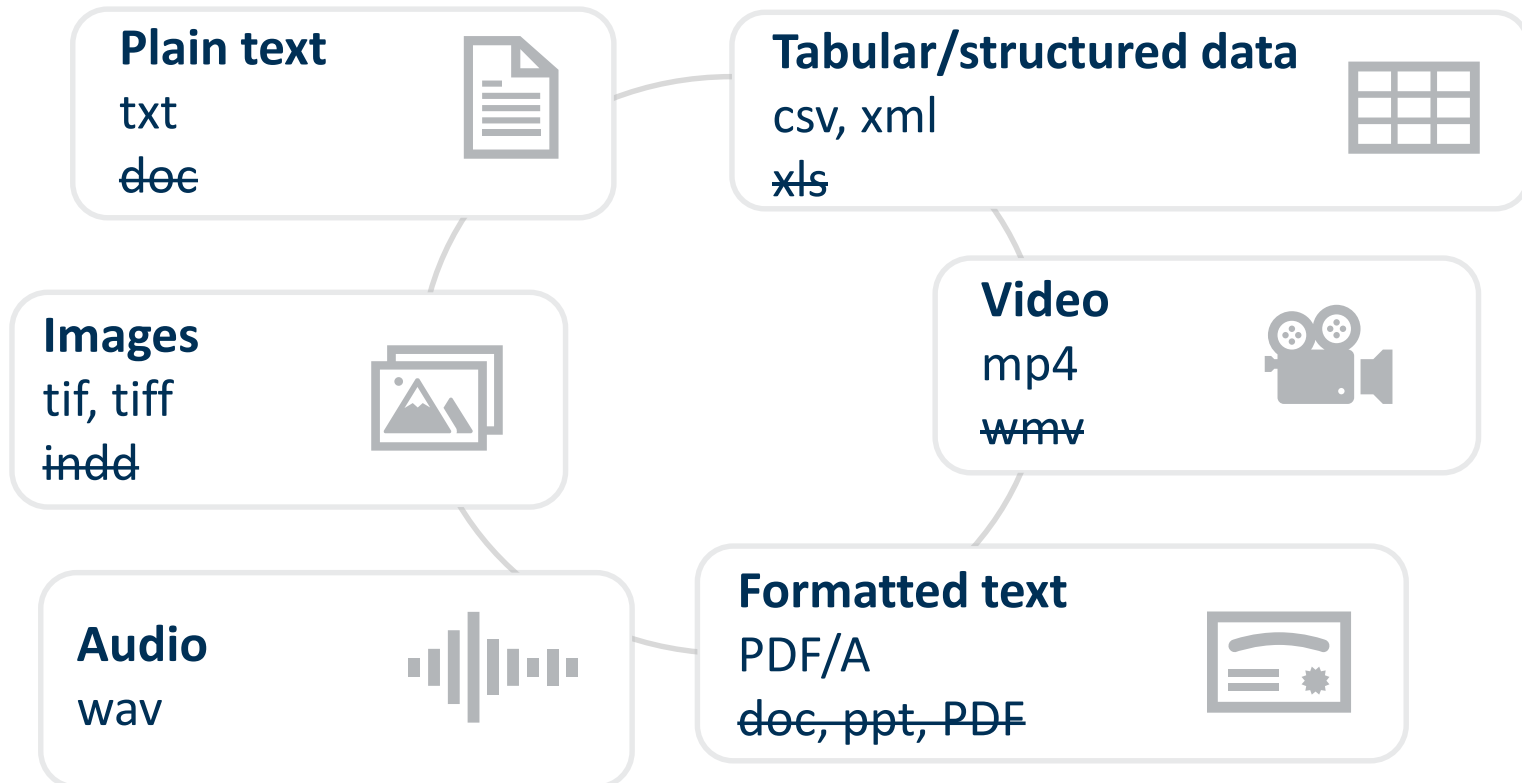 Plain text
txt
doc
Tabular/structured data
csv, xml
xls
Images
tif, tiff
indd
Video
mp4
wmv
Audio
wav
Formatted text
PDF/A
doc, ppt, PDF